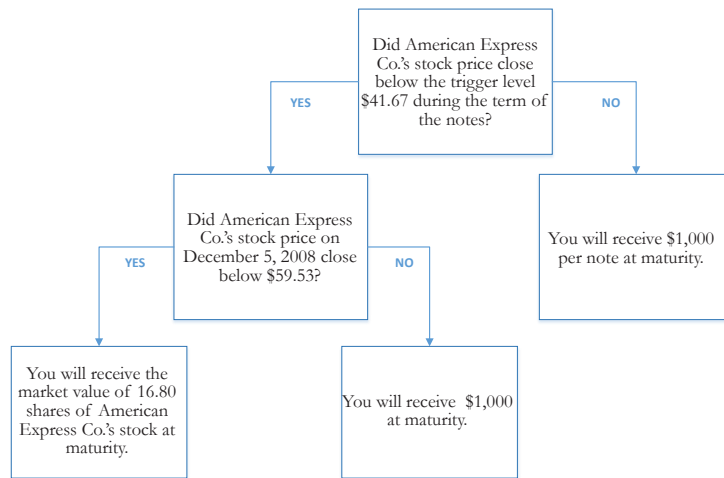 Did American Express
Co.'s stock price close
below the trigger level
$41.67 during the term of
the notes?
YES
NO
Did American Express
Co.'s stock price on
December 5, 2008 close
below $59.53?
You will receive $1,000
per note at maturity.
YES
NO
You will receive the
market value of 16.80
shares of American
Express Co.'s stock at
maturity.
You will receive $1,000
at maturity.